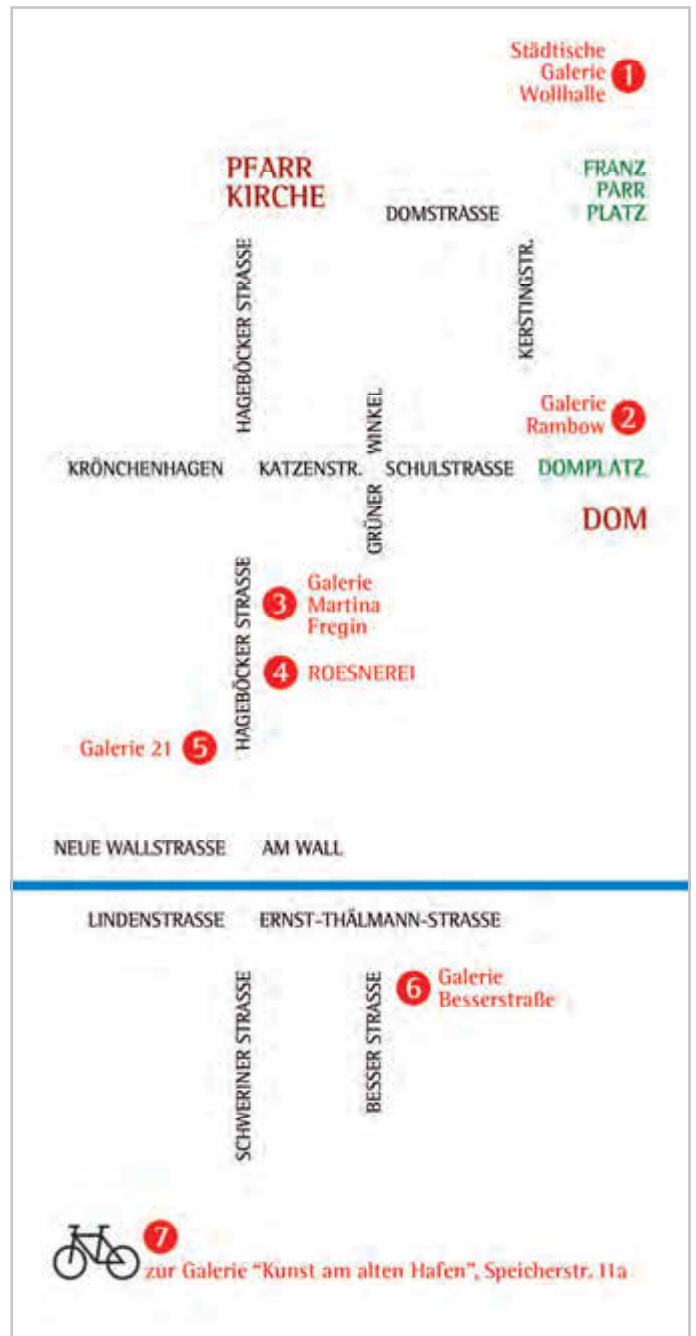 Städtische
Galerie
Wollhalle
1
PFARR
KIRCHE
FRANZ
PARR
PLATZ
DOMSTRASSE
HAGEBÖCKER STRASSE
KERSTINGSTR.
Galerie
Rambow
2
KRÖNCHENHAGEN
KATZENSTR.
GRÜNER WINKEL
SCHULSTRASSE
DOMPLATZ
DOM
HAGEBÖCKER STRASSE
3
Galerie
Martina
Fregin
4
ROESNEREI
Galerie 21
5
NEUE WALLSTRASSE
AM WALL
LINDENSTRASSE
ERNST-THÄLMANN-STRASSE
SCHWERINER STRASSE
BESSER STRASSE
6
Galerie
Besserstraße
7
zur Galerie "Kunst am alten Hafen", Speicherstr. 11a